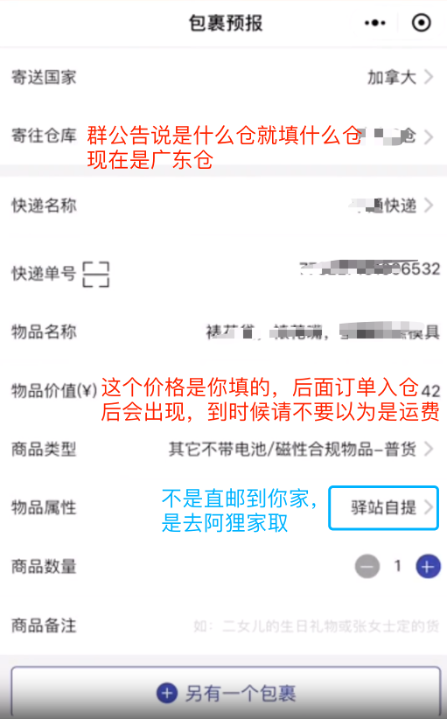 包裹预报
寄送国家 加拿大
寄往仓库 群公告说是什么仓就填什么仓 仓
现在是广东仓
快递名称 通快递
快递单号 6532
物品名称 模具
物品价值(¥) 这个价格是你填的，后面订单入仓 42
后会出现，到时候请不要以为是运费
商品类型 其它不带电池/磁性合规物品-普货
不是直邮到你家，
物品属性 驿站自提
是去阿狸家取
商品数量 1
商品备注 如：二女儿的生日礼物或张女士定的货
另有一个包裹